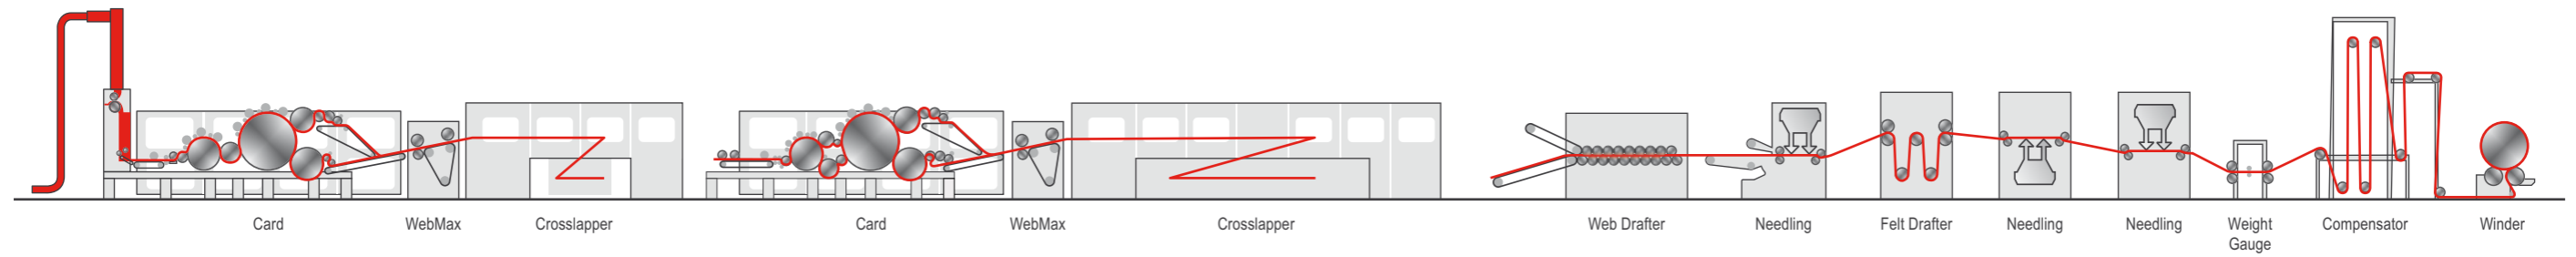 Card
WebMax
Crosslapper
Card
WebMax
Crosslapper
Web Drafter
Needling
Felt Drafter
Needling
Needling
Weight
Gauge
Compensator
Winder